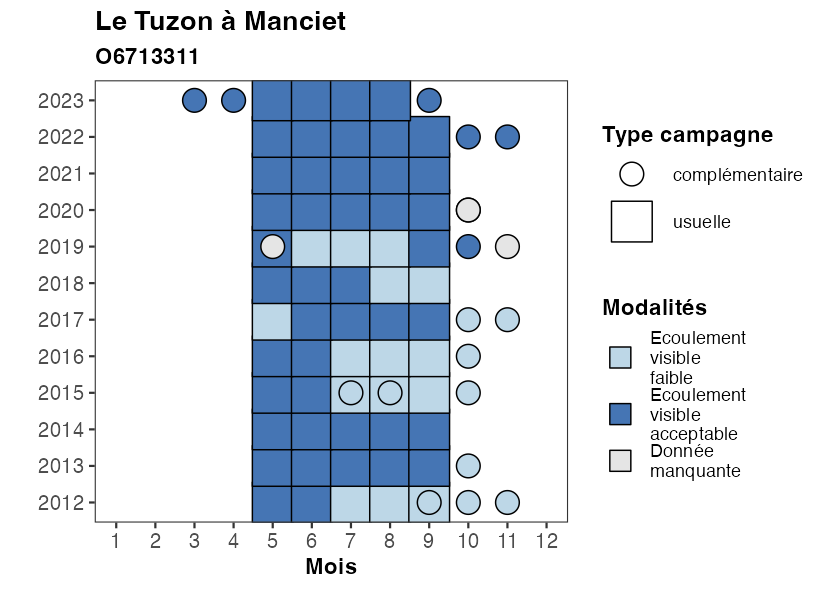 Le Tuzon à Manciet
O6713311
2023
2022
2021
2020
2019
2018
2017
2016
2015
2014
2013
2012
1 2 3 4 5 6 7 8 9 10 11 12
Mois
Type campagne
complémentaire
usuelle
Modalités
Ecoulement
visible
faible
Ecoulement
visible
acceptable
Donnée
manquante